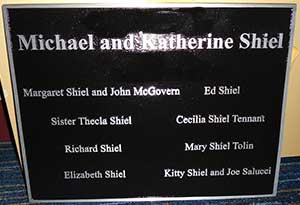 Michael and Katherine Shiel
Margaret Shiel and John McGovern Ed Shiel
Sister Thecla Shiel Cecilia Shiel Tennant
Richard Shiel Mary Shiel Tolin
Elizabeth Shiel Kitty Shiel and Joe Salucci